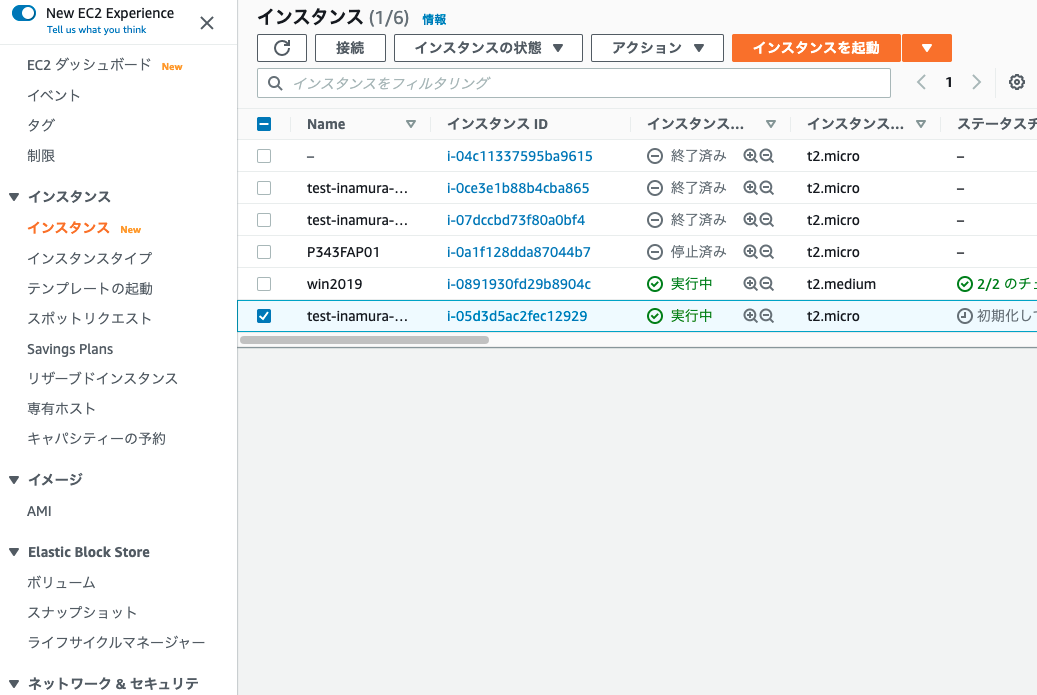 New EC2 Experience
Tell us what you think
EC2 ダッシュボード New
イベント
タグ
制限
インスタンス
インスタンス New
インスタンスタイプ
テンプレートの起動
スポットリクエスト
Savings Plans
リザーブドインスタンス
専有ホスト
キャパシティーの予約
イメージ
AMI
Elastic Block Store
ボリューム
スナップショット
ライフサイクルマネージャー
ネットワーク & セキュリテ
インスタンス (1/6) 情報
接続 インスタンスの状態 アクション インスタンスを起動
インスタンスをフィルタリング 1
Name インスタンス ID インスタンス... インスタンス... ステータスチ
– i-04c11337595ba9615 終了済み t2.micro –
test-inamura-... i-0ce3e1b88b4cba865 終了済み t2.micro –
test-inamura-... i-07dccbd73f80a0bf4 終了済み t2.micro –
P343FAP01 i-0a1f128dda87044b7 停止済み t2.micro –
win2019 i-0891930fd29b8904c 実行中 t2.medium 2/2 のチェ
test-inamura-... i-05d3d5ac2fec12929 実行中 t2.micro 初期化して